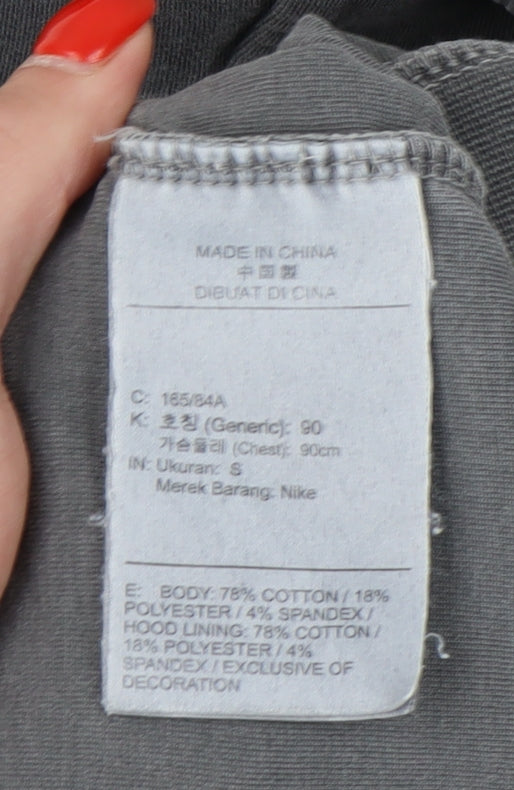 MADE IN CHINA
中国製
DIBUAT DI CINA
C: 165/84A
K: 호칭 (Generic): 90
가슴둘레 (Chest): 90cm
IN: Ukuran: S
Merek Barang: Nike
E: BODY: 78% COTTON / 18%
POLYESTER / 4% SPANDEX /
HOOD LINING: 78% COTTON /
18% POLYESTER / 4%
SPANDEX / EXCLUSIVE OF
DECORATION